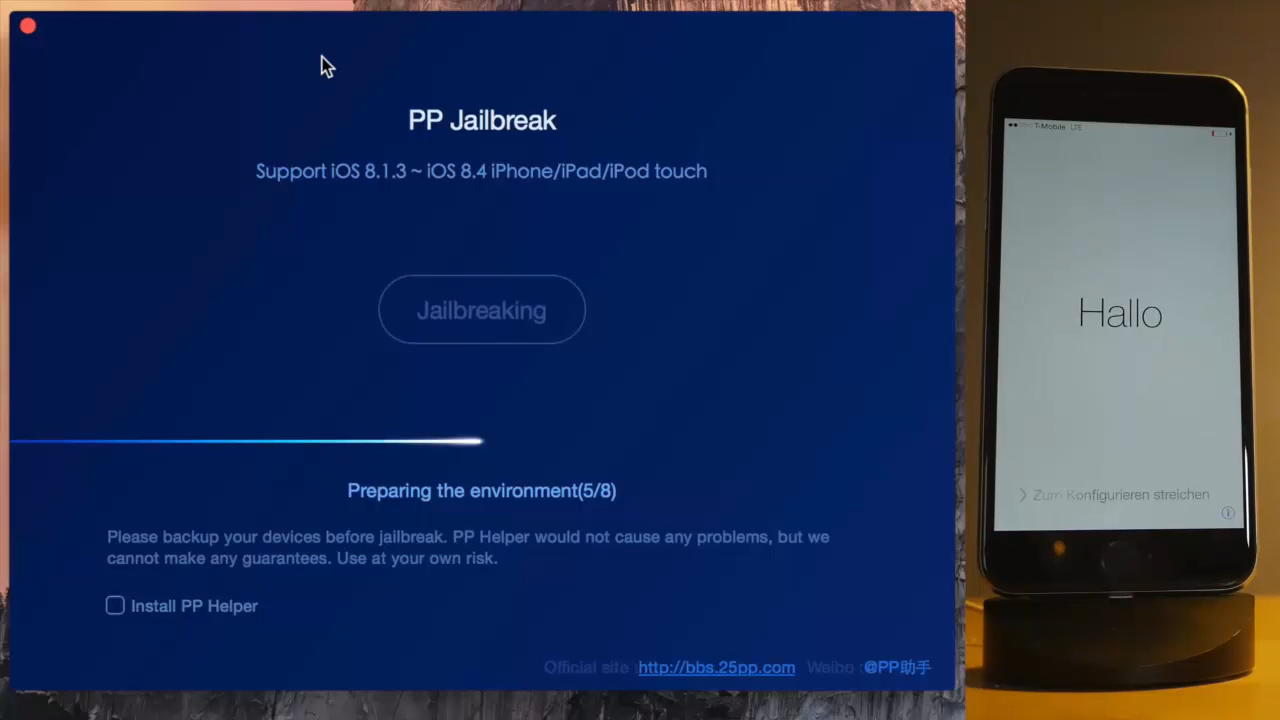 PP Jailbreak
Support iOS 8.1.3 ~ iOS 8.4 iPhone/iPad/iPod touch
Jailbreaking
Preparing the environment(5/8)
Please backup your devices before jailbreak. PP Helper would not cause any problems, but we
cannot make any guarantees. Use at your own risk.
Install PP Helper
Official site : http://bbs.25pp.com Weibo : @PP助手
T-Mobile LTE
Hallo
Zum Konfigurieren streichen